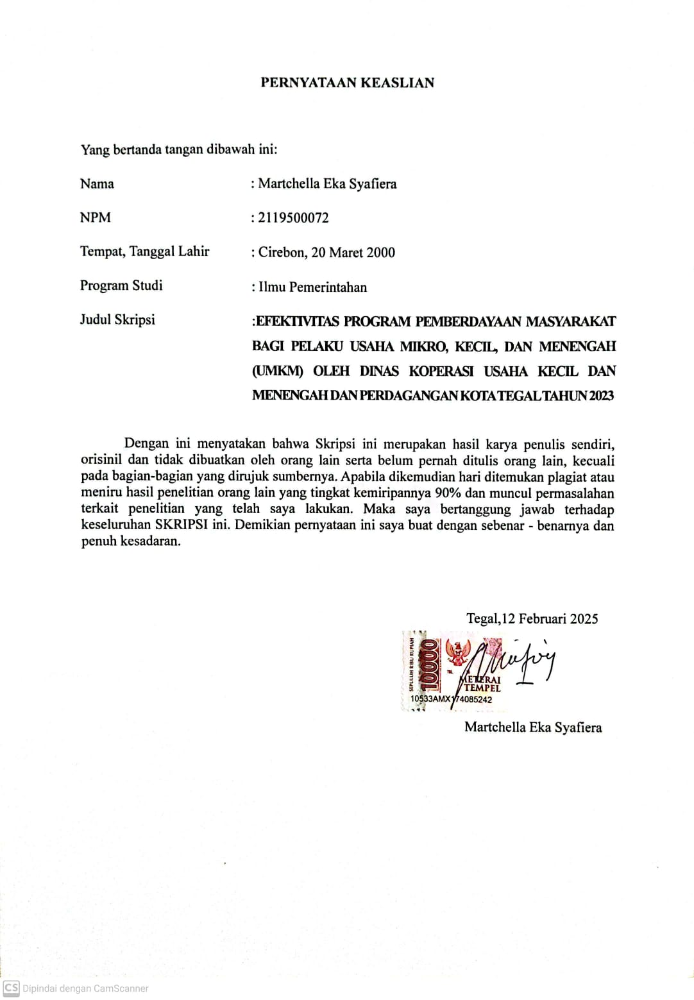 PERNYATAAN KEASLIAN
Yang bertanda tangan dibawah ini:
Nama : Martchella Eka Syafiera
NPM : 2119500072
Tempat, Tanggal Lahir : Cirebon, 20 Maret 2000
Program Studi : Ilmu Pemerintahan
Judul Skripsi :EFEKTIVITAS PROGRAM PEMBERDAYAAN MASYARAKAT
BAGI PELAKU USAHA MIKRO, KECIL, DAN MENENGAH
(UMKM) OLEH DINAS KOPERASI USAHA KECIL DAN
MENENGAH DAN PERDAGANGAN KOTA TEGAL TAHUN 2023
Dengan ini menyatakan bahwa Skripsi ini merupakan hasil karya penulis sendiri,
orisinil dan tidak dibuatkan oleh orang lain serta belum pernah ditulis orang lain, kecuali
pada bagian-bagian yang dirujuk sumbernya. Apabila dikemudian hari ditemukan plagiat atau
meniru hasil penelitian orang lain yang tingkat kemiripannya 90% dan muncul permasalahan
terkait penelitian yang telah saya lakukan. Maka saya bertanggung jawab terhadap
keseluruhan SKRIPSI ini. Demikian pernyataan ini saya buat dengan sebenar - benarnya dan
penuh kesadaran.
Tegal,12 Februari 2025
SEPULUH RIBU RUPIAH
10000
TGL
METERAI
TEMPEL
10533AMX174085242
Martchella Eka Syafiera
CS Dipindai dengan CamScanner